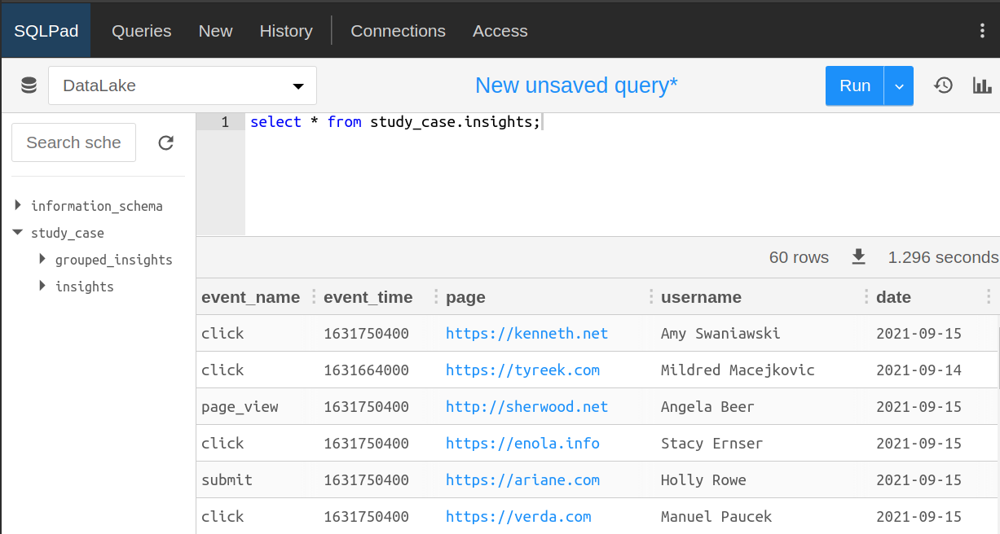 SQLPad Queries New History Connections Access
DataLake New unsaved query* Run
Search sche
1 select * from study_case.insights;
information_schema
study_case
grouped_insights
insights
60 rows 1.296 seconds
event_name event_time page username date
click 1631750400 https://kenneth.net Amy Swaniawski 2021-09-15
click 1631664000 https://tyreek.com Mildred Macejkovic 2021-09-14
page_view 1631750400 http://sherwood.net Angela Beer 2021-09-15
click 1631750400 https://enola.info Stacy Ernser 2021-09-15
submit 1631750400 https://ariane.com Holly Rowe 2021-09-15
click 1631750400 https://verda.com Manuel Paucek 2021-09-15